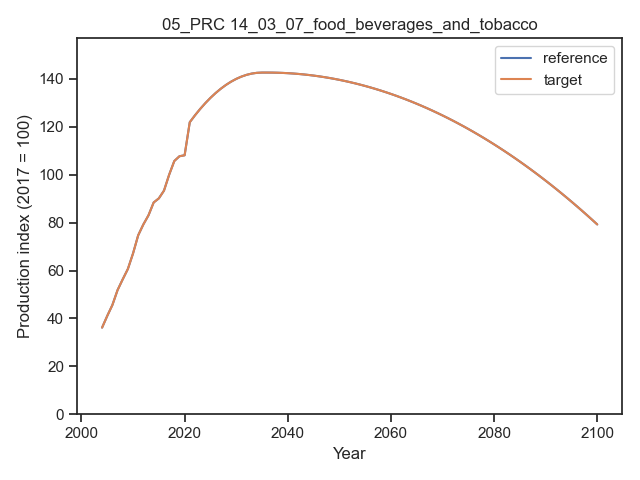 05_PRC 14_03_07_food_beverages_and_tobacco
reference
target
Production index (2017 = 100)
140
120
100
80
60
40
20
0
2000
2020
2040
2060
2080
2100
Year